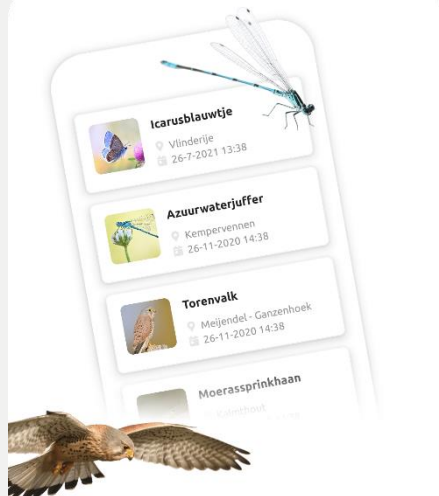 Icarusblauwtje
Vlinderije
26-7-2021 13:38
Azuurwaterjuffer
Kempervennen
26-11-2020 14:38
Torenvalk
Meijendel - Ganzenhoek
26-11-2020 14:38
Moerassprinkhaan
Kalmthout